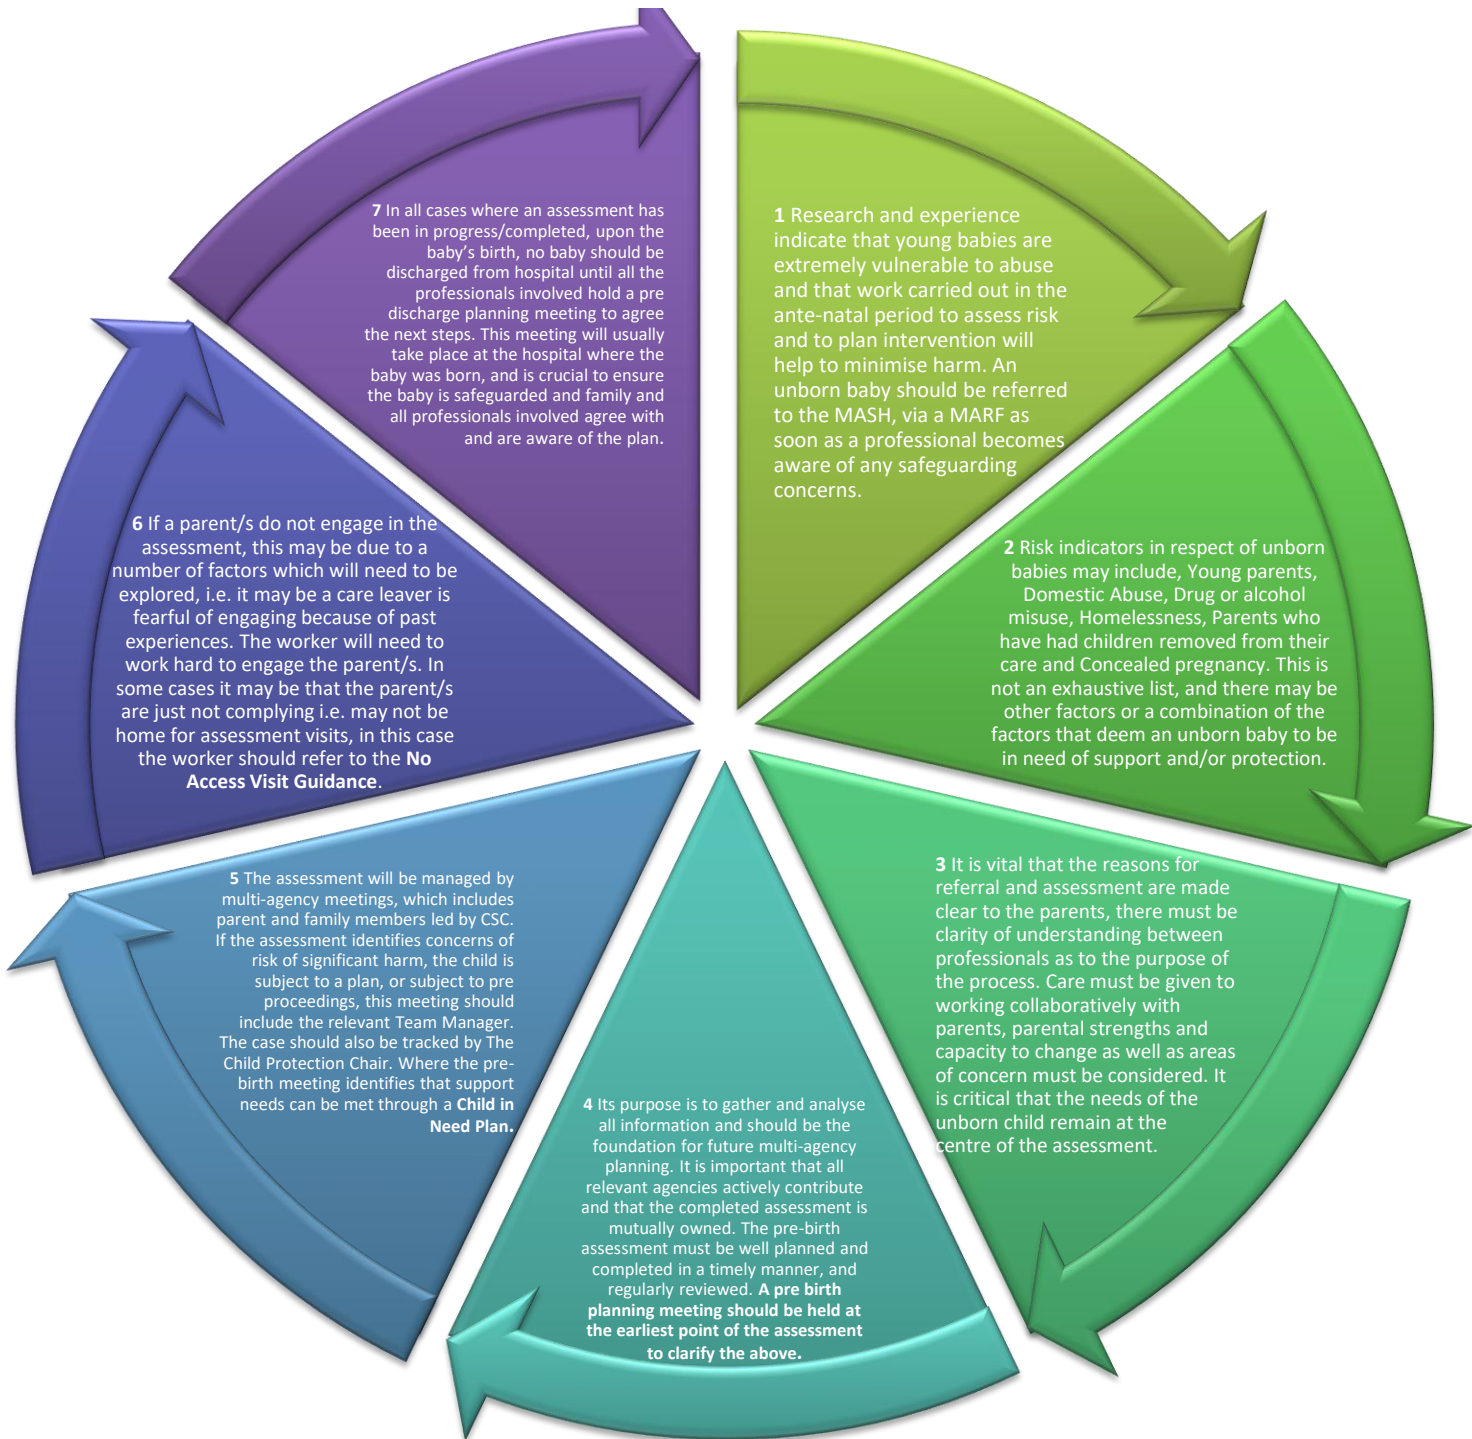 1 Research and experience
indicate that young babies are
extremely vulnerable to abuse
and that work carried out in the
ante-natal period to assess risk
and to plan intervention will
help to minimise harm. An
unborn baby should be referred
to the MASH, via a MARF as
soon as a professional becomes
aware of any safeguarding
concerns.
2 Risk indicators in respect of unborn
babies may include, Young parents,
Domestic Abuse, Drug or alcohol
misuse, Homelessness, Parents who
have had children removed from their
care and Concealed pregnancy. This is
not an exhaustive list, and there may be
other factors or a combination of the
factors that deem an unborn baby to be
in need of support and/or protection.
3 It is vital that the reasons for
referral and assessment are made
clear to the parents, there must be
clarity of understanding between
professionals as to the purpose of
the process. Care must be given to
working collaboratively with
parents, parental strengths and
capacity to change as well as areas
of concern must be considered. It
is critical that the needs of the
unborn child remain at the
centre of the assessment.
4 Its purpose is to gather and analyse
all information and should be the
foundation for future multi-agency
planning. It is important that all
relevant agencies actively contribute
and that the completed assessment is
mutually owned. The pre-birth
assessment must be well planned and
completed in a timely manner, and
regularly reviewed. A pre birth
planning meeting should be held at
the earliest point of the assessment
to clarify the above.
5 The assessment will be managed by
multi-agency meetings, which includes
parent and family members led by CSC.
If the assessment identifies concerns of
risk of significant harm, the child is
subject to a plan, or subject to pre
proceedings, this meeting should
include the relevant Team Manager.
The case should also be tracked by The
Child Protection Chair. Where the pre-
birth meeting identifies that support
needs can be met through a Child in
Need Plan.
6 If a parent/s do not engage in the
assessment, this may be due to a
number of factors which will need to be
explored, i.e. it may be a care leaver is
fearful of engaging because of past
experiences. The worker will need to
work hard to engage the parent/s. In
some cases it may be that the parent/s
are just not complying i.e. may not be
home for assessment visits, in this case
the worker should refer to the No
Access Visit Guidance.
7 In all cases where an assessment has
been in progress/completed, upon the
baby's birth, no baby should be
discharged from hospital until all the
professionals involved hold a pre
discharge planning meeting to agree
the next steps. This meeting will usually
take place at the hospital where the
baby was born, and is crucial to ensure
the baby is safeguarded and family and
all professionals involved agree with
and are aware of the plan.